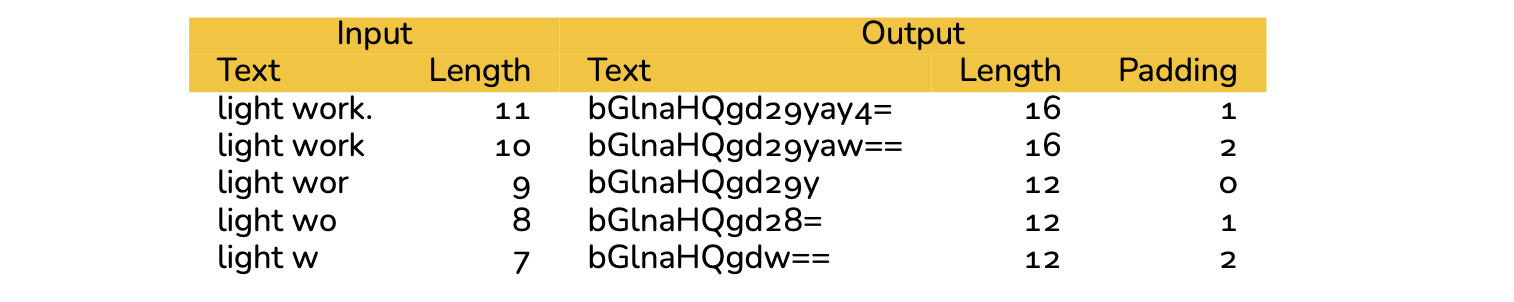 Input Output
Text Length Text Length Padding
light work. 11 bGlnaHQgd29yay4= 16 1
light work 10 bGlnaHQgd29yaw== 16 2
light wor 9 bGlnaHQgd29y 12 0
light wo 8 bGlnaHQgd28= 12 1
light w 7 bGlnaHQgdw== 12 2